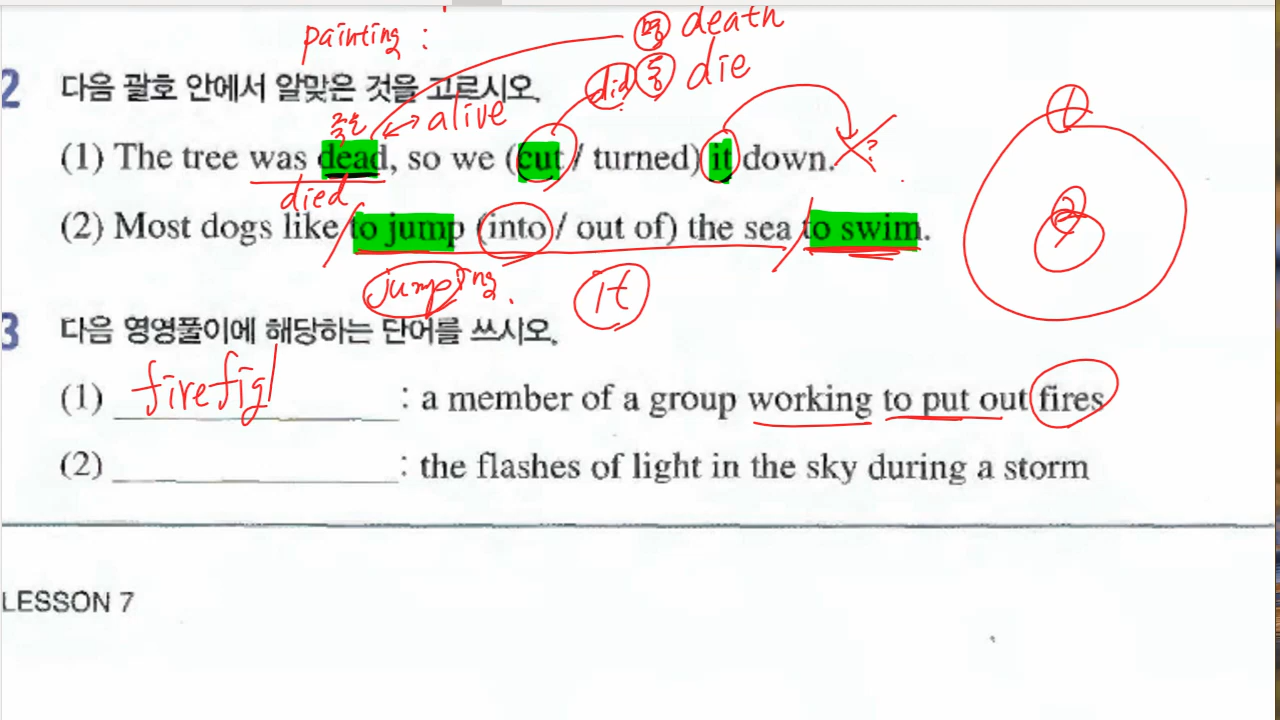 painting :
명 death
did 동 die
2 다음 괄호 안에서 알맞은 것을 고르시오.
죽은 ↔ alive
(1) The tree was dead, so we (cut / turned) it down. ?
died
(2) Most dogs like to jump (into / out of) the sea to swim.
jumping. it
1
2
3 다음 영영풀이에 해당하는 단어를 쓰시오.
(1) firefigh : a member of a group working to put out fires
(2) : the flashes of light in the sky during a storm
LESSON 7